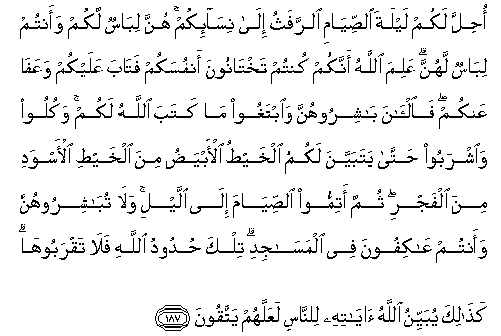 أُحِلَّ لَكُمْ لَيْلَةَ ٱلصِّيَامِ ٱلرَّفَثُ إِلَىٰ نِسَآئِكُمْ ۚ هُنَّ لِبَاسٌ لَّكُمْ وَأَنتُمْ
لِبَاسٌ لَّهُنَّ ۗ عَلِمَ ٱللَّهُ أَنَّكُمْ كُنتُمْ تَخْتَانُونَ أَنفُسَكُمْ فَتَابَ عَلَيْكُمْ وَعَفَا
عَنكُمْ ۖ فَٱلْـَٰٔنَ بَـٰشِرُوهُنَّ وَٱبْتَغُوا۟ مَا كَتَبَ ٱللَّهُ لَكُمْ ۚ وَكُلُوا۟
وَٱشْرَبُوا۟ حَتَّىٰ يَتَبَيَّنَ لَكُمُ ٱلْخَيْطُ ٱلْأَبْيَضُ مِنَ ٱلْخَيْطِ ٱلْأَسْوَدِ
مِنَ ٱلْفَجْرِ ۖ ثُمَّ أَتِمُّوا۟ ٱلصِّيَامَ إِلَى ٱلَّيْلِ ۚ وَلَا تُبَـٰشِرُوهُنَّ
وَأَنتُمْ عَـٰكِفُونَ فِى ٱلْمَسَـٰجِدِ ۗ تِلْكَ حُدُودُ ٱللَّهِ فَلَا تَقْرَبُوهَا ۗ
كَذَٰلِكَ يُبَيِّنُ ٱللَّهُ ءَايَـٰتِهِۦ لِلنَّاسِ لَعَلَّهُمْ يَتَّقُونَ ١٨٧